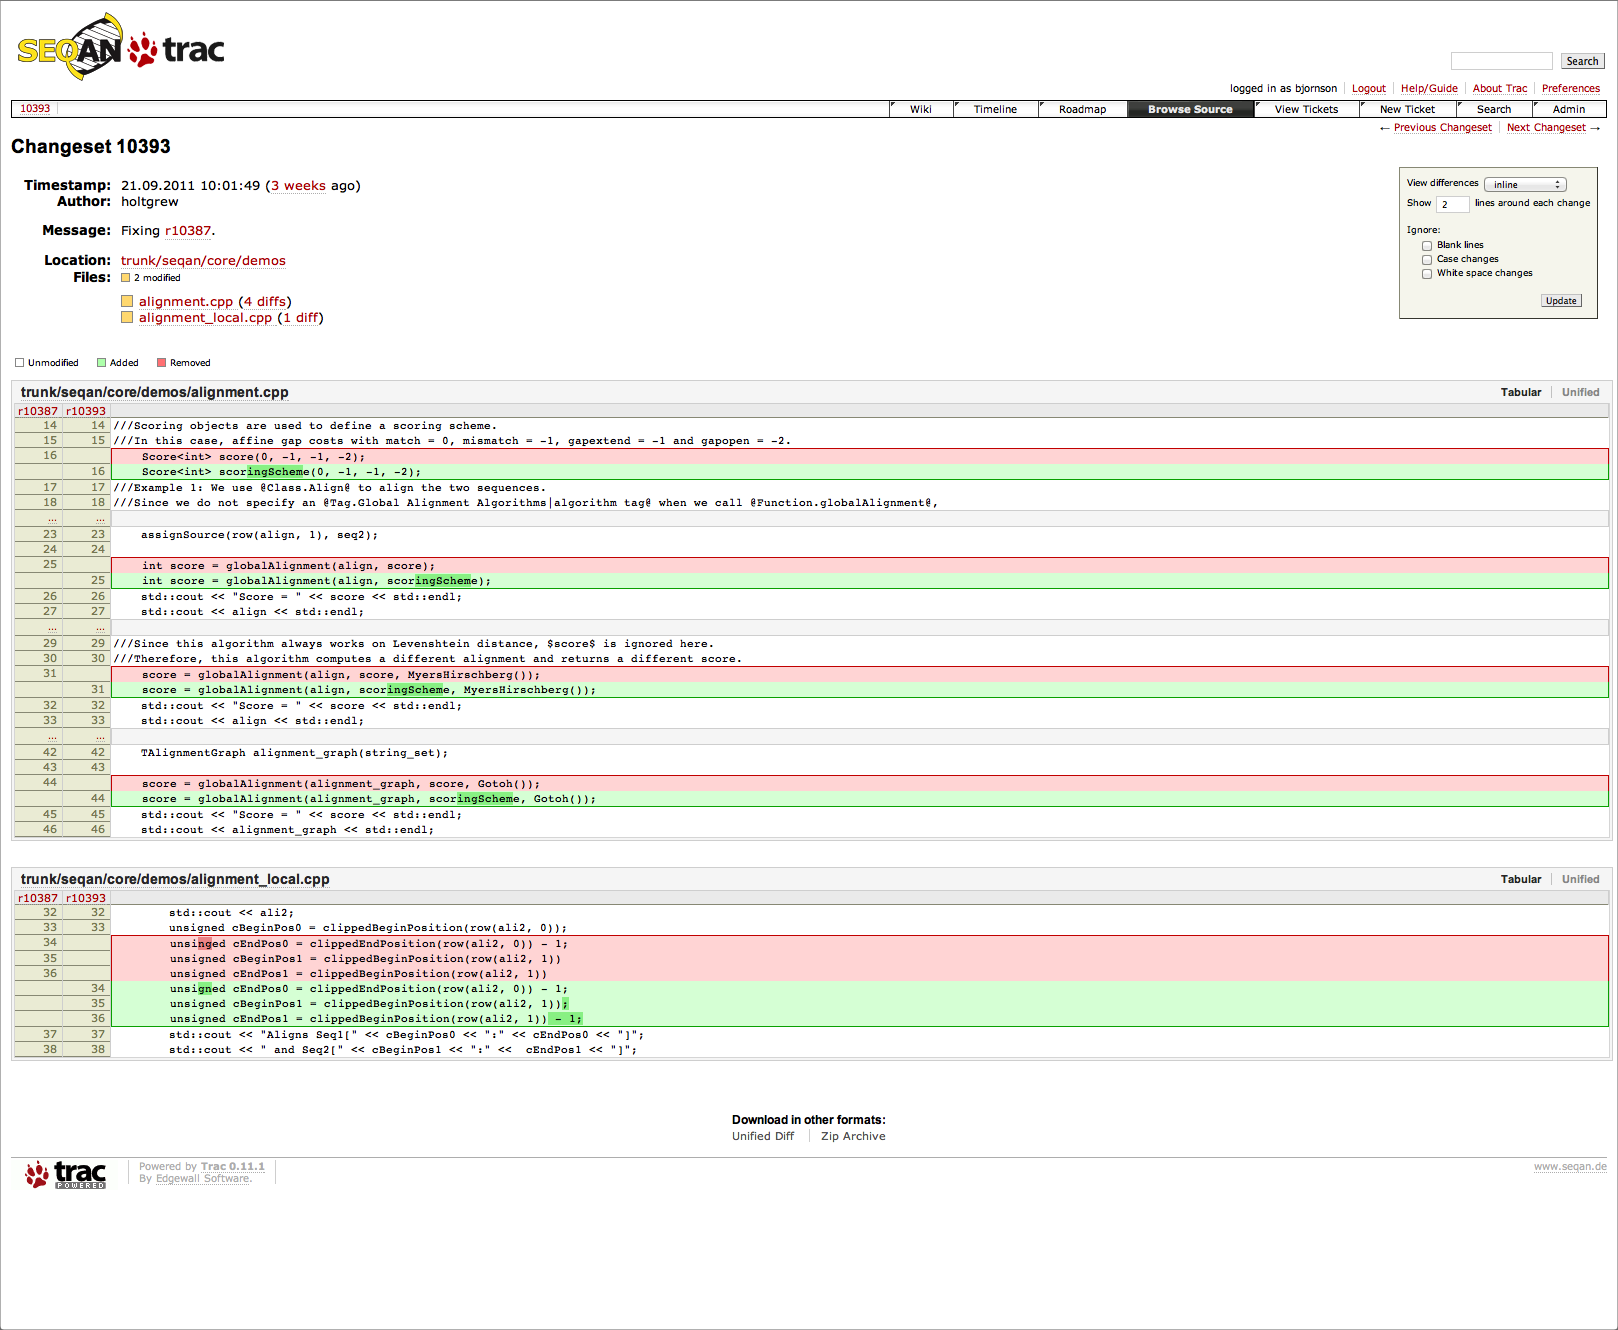 SEQAN trac
Search
logged in as bjornson Logout Help/Guide About Trac Preferences
10393 Wiki Timeline Roadmap Browse Source View Tickets New Ticket Search Admin
← Previous Changeset Next Changeset →
Changeset 10393
Timestamp: 21.09.2011 10:01:49 (3 weeks ago)
Author: holtgrew
Message: Fixing r10387.
Location: trunk/seqan/core/demos
Files: 2 modified
alignment.cpp (4 diffs)
alignment_local.cpp (1 diff)
View differences inline
Show 2 lines around each change
Ignore:
Blank lines
Case changes
White space changes
Update
Unmodified Added Removed
trunk/seqan/core/demos/alignment.cpp Tabular Unified
r10387 r10393
14 14 ///Scoring objects are used to define a scoring scheme.
15 15 ///In this case, affine gap costs with match = 0, mismatch = -1, gapextend = -1 and gapopen = -2.
16 Score<int> score(0, -1, -1, -2);
16 Score<int> scoringScheme(0, -1, -1, -2);
17 17 ///Example 1: We use @Class.Align@ to align the two sequences.
18 18 ///Since we do not specify an @Tag.Global Alignment Algorithms|algorithm tag@ when we call @Function.globalAlignment@,
... ...
23 23 assignSource(row(align, 1), seq2);
24 24
25 int score = globalAlignment(align, score);
25 int score = globalAlignment(align, scoringScheme);
26 26 std::cout << "Score = " << score << std::endl;
27 27 std::cout << align << std::endl;
... ...
29 29 ///Since this algorithm always works on Levenshtein distance, $score$ is ignored here.
30 30 ///Therefore, this algorithm computes a different alignment and returns a different score.
31 score = globalAlignment(align, score, MyersHirschberg());
31 score = globalAlignment(align, scoringScheme, MyersHirschberg());
32 32 std::cout << "Score = " << score << std::endl;
33 33 std::cout << align << std::endl;
... ...
42 42 TAlignmentGraph alignment_graph(string_set);
43 43
44 score = globalAlignment(alignment_graph, score, Gotoh());
44 score = globalAlignment(alignment_graph, scoringScheme, Gotoh());
45 45 std::cout << "Score = " << score << std::endl;
46 46 std::cout << alignment_graph << std::endl;
trunk/seqan/core/demos/alignment_local.cpp Tabular Unified
r10387 r10393
32 32 std::cout << ali2;
33 33 unsigned cBeginPos0 = clippedBeginPosition(row(ali2, 0));
34 unsinged cEndPos0 = clippedEndPosition(row(ali2, 0)) - 1;
35 unsigned cBeginPos1 = clippedBeginPosition(row(ali2, 1))
36 unsigned cEndPos1 = clippedBeginPosition(row(ali2, 1))
34 unsigned cEndPos0 = clippedEndPosition(row(ali2, 0)) - 1;
35 unsigned cBeginPos1 = clippedBeginPosition(row(ali2, 1));
36 unsigned cEndPos1 = clippedBeginPosition(row(ali2, 1)) - 1;
37 37 std::cout << "Aligns Seq1[" << cBeginPos0 << ":" << cEndPos0 << "]";
38 38 std::cout << " and Seq2[" << cBeginPos1 << ":" <<  cEndPos1 << "]";
Download in other formats:
Unified Diff Zip Archive
trac POWERED
Powered by Trac 0.11.1
By Edgewall Software.
www.seqan.de